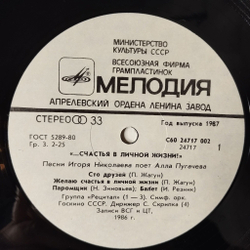 МИНИСТЕРСТВО
КУЛЬТУРЫ СССР
ВСЕСОЮЗНАЯ ФИРМА
ГРАМПЛАСТИНОК
МЕЛОДИЯ
АПРЕЛЕВСКИЙ ОРДЕНА ЛЕНИНА ЗАВОД
СТЕРЕО 33
Год выпуска 1987
ГОСТ 5289-80
Гр. 3. 2-25
С60 24717 002
24717
1
«...СЧАСТЬЯ В ЛИЧНОЙ ЖИЗНИ!»
Песни Игоря Николаева поет Алла Пугачева
Сто друзей (П. Жагун)
Желаю счастья в личной жизни! (П. Жагун)
Паромщик (Н. Зиновьев) Балет (И. Резник)
Группа «Рецитал» (1—3) Симф. орк.
Госкино СССР. Дирижер С. Скрипка (4)
Записи ВСГ и ЦТ,
1986 г.